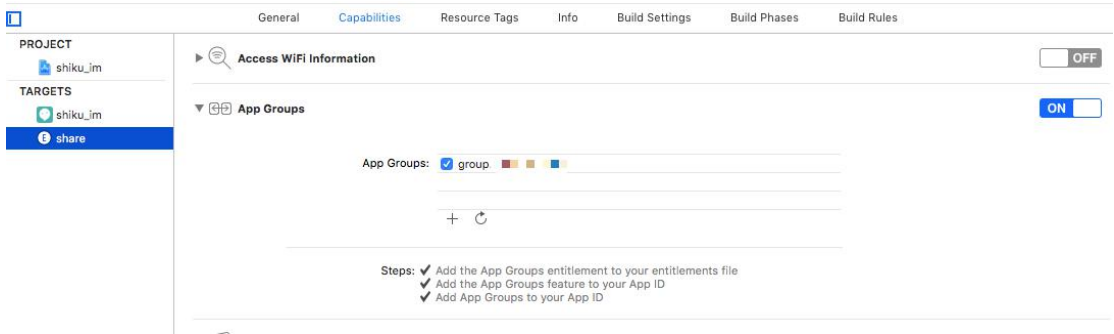 General Capabilities Resource Tags Info Build Settings Build Phases Build Rules
PROJECT
shiku_im
TARGETS
shiku_im
E share
Access WiFi Information OFF
App Groups ON
App Groups: group.
Steps: ✔ Add the App Groups entitlement to your entitlements file
✔ Add the App Groups feature to your App ID
✔ Add App Groups to your App ID